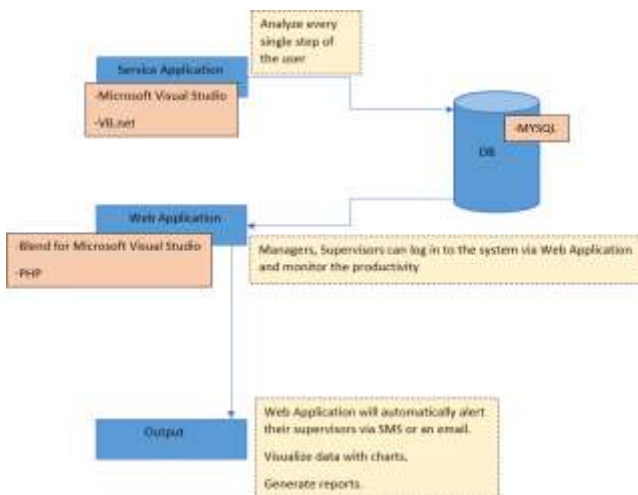 Analyze every
single step of
the user
Service Application
-Microsoft Visual Studio
-VB.net
-MYSQL
DB
Web Application
-Blend for Microsoft Visual Studio
-PHP
Managers, Supervisors can log in to the system via Web Application
and monitor the productivity
Output
Web Application will automatically alert
their supervisors via SMS or an email.
Visualize data with charts.
Generate reports.